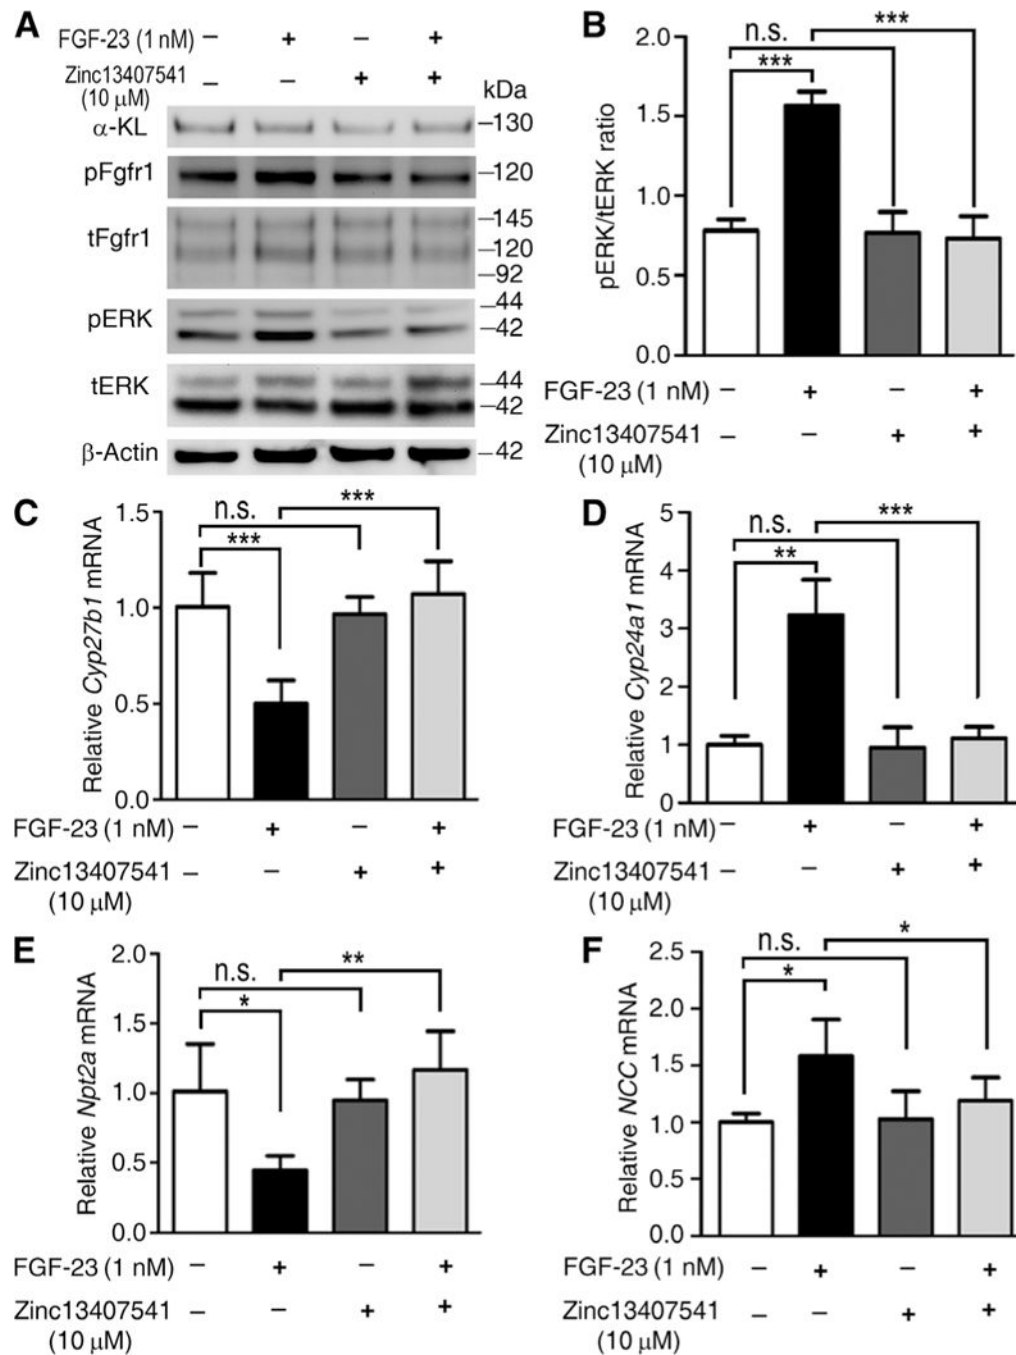 A
FGF-23 (1 nM) – + – +
Zinc13407541 – – + +
(10 μM)
kDa
α-KL –130
pFgfr1 –120
–145
tFgfr1 –120
–92
–44
pERK –42
tERK –44
–42
β-Actin –42
B
pERK/tERK ratio
2.0
1.5
1.0
0.5
0.0
***
n.s.
***
FGF-23 (1 nM) – + – +
Zinc13407541 – – + +
(10 μM)
C
Relative Cyp27b1 mRNA
1.5
1.0
0.5
0.0
***
n.s.
***
FGF-23 (1 nM) – + – +
Zinc13407541 – – + +
(10 μM)
D
Relative Cyp24a1 mRNA
5
4
3
2
1
0
***
n.s.
**
FGF-23 (1 nM) – + – +
Zinc13407541 – – + +
(10 μM)
E
Relative Npt2a mRNA
2.0
1.5
1.0
0.5
0.0
**
n.s.
*
FGF-23 (1 nM) – + – +
Zinc13407541 – – + +
(10 μM)
F
Relative NCC mRNA
2.5
2.0
1.5
1.0
0.5
0.0
*
n.s.
*
FGF-23 (1 nM) – + – +
Zinc13407541 – – + +
(10 μM)